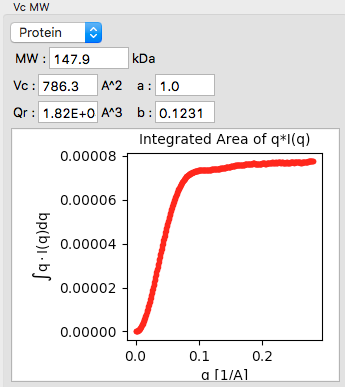 Vc MW
Protein
MW : 147.9 kDa
Vc : 786.3 A^2 a : 1.0
Qr : 1.82E+0 A^3 b : 0.1231
Integrated Area of q*I(q)
0.00008
0.00006
0.00004
0.00002
0.00000
∫q · I(q)dq
0.0 0.1 0.2
q [1/A]